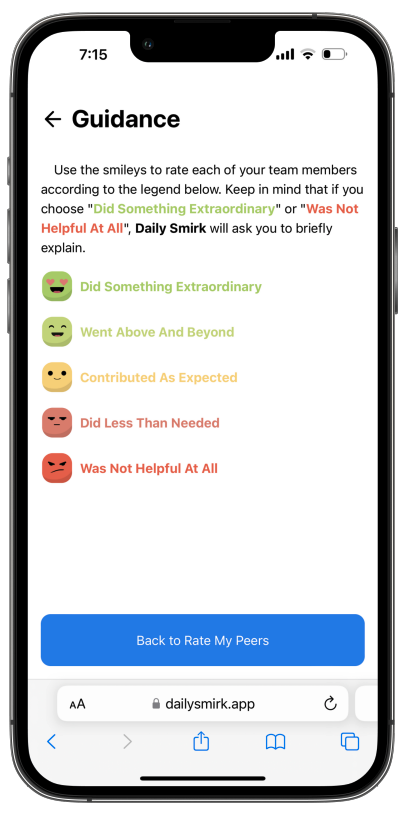 7:15
← Guidance
Use the smileys to rate each of your team members
according to the legend below. Keep in mind that if you
choose "Did Something Extraordinary" or "Was Not
Helpful At All", Daily Smirk will ask you to briefly
explain.
Did Something Extraordinary
Went Above And Beyond
Contributed As Expected
Did Less Than Needed
Was Not Helpful At All
Back to Rate My Peers
AA dailysmirk.app